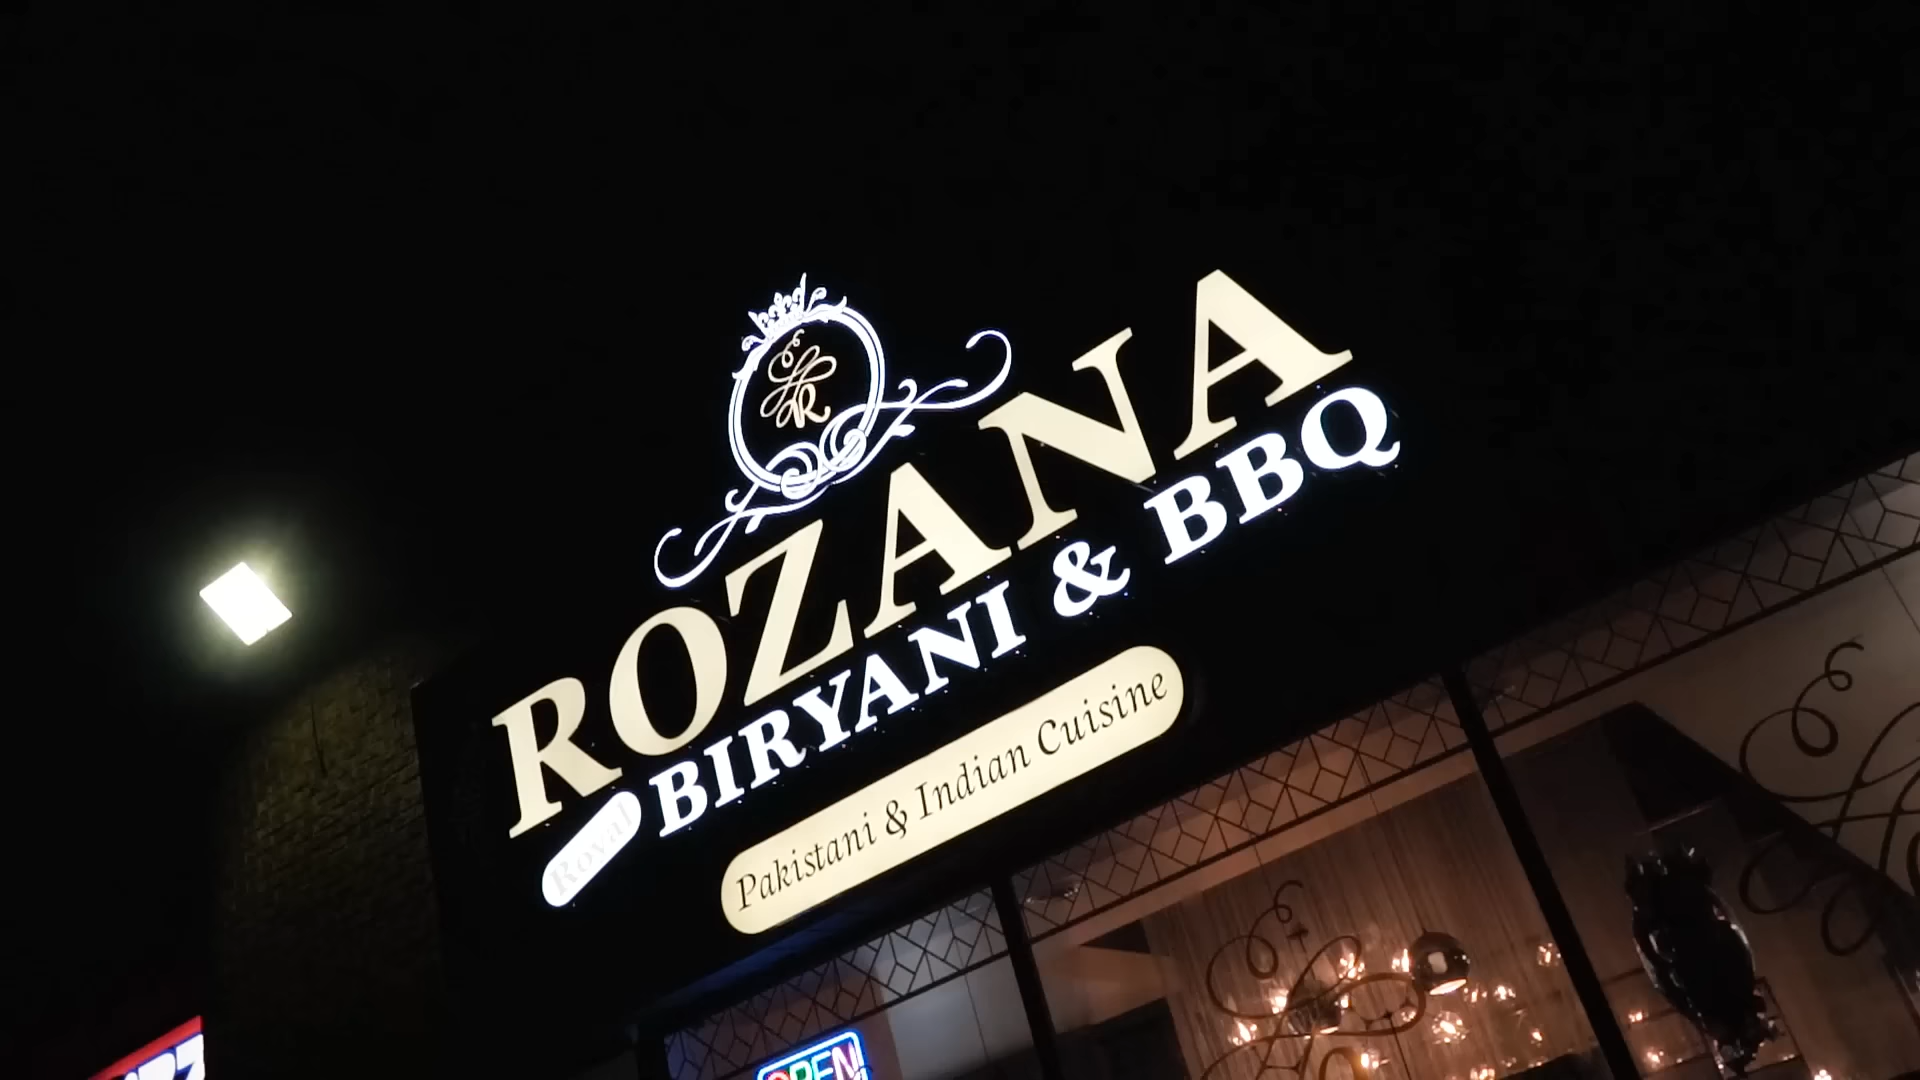 ROZANA
Royal BIRYANI & BBQ
Pakistani & Indian Cuisine
OPEN